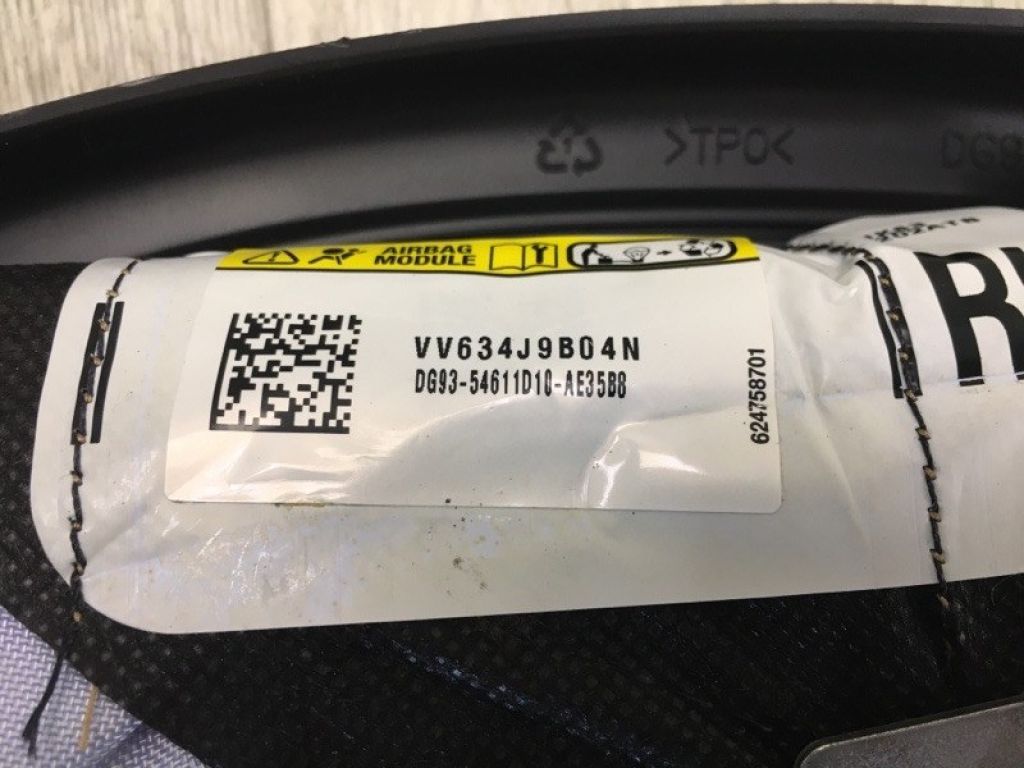 >TPO<
AIRBAG
MODULE
VV634J9B04N
DG93-54611D10-AE35B8
624758701